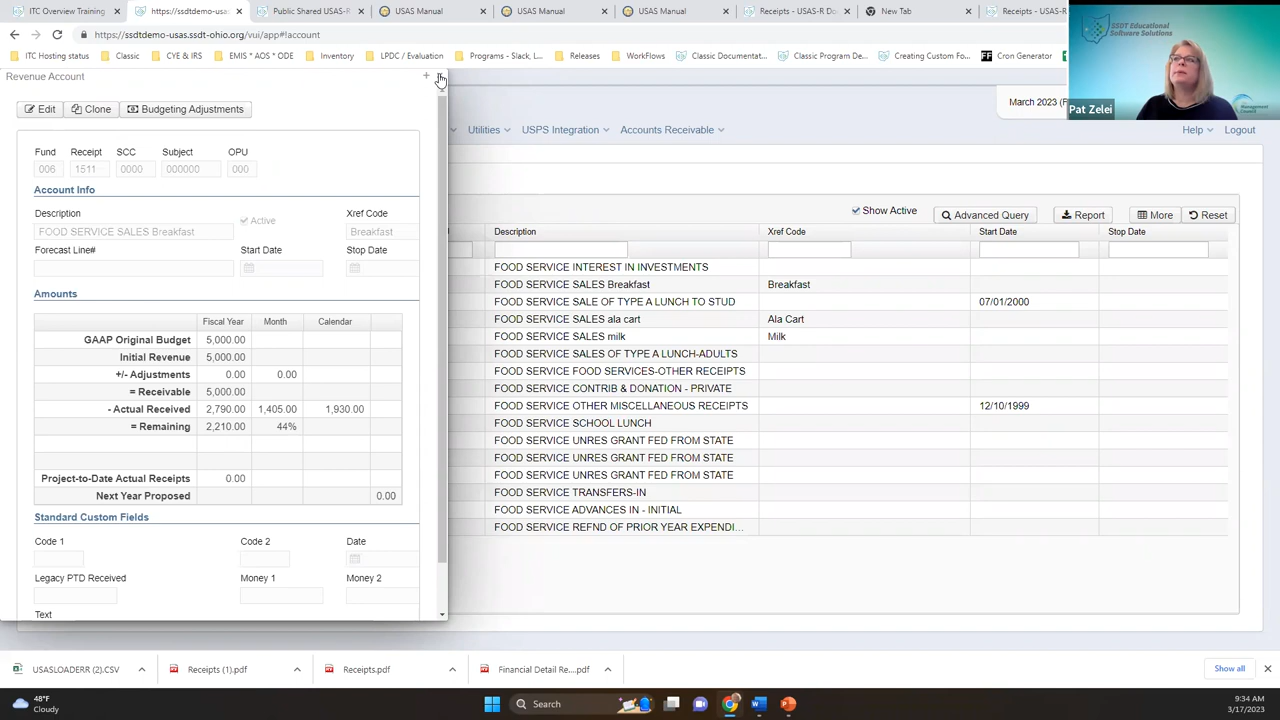 ITC Overview Training
https://ssdtdemo-usas.ssdt-ohio.org
Public Shared USAS-R
USAS Manual
USAS Manual
USAS Manual
Receipts - USAS-R Do
New Tab
Receipts - USAS-R
ssdtdemo-usas.ssdt-ohio.org/vui/app#!account
ITC Hosting status
Classic
CYE & IRS
EMIS * AOS * ODE
Inventory
LPDC / Evaluation
Programs - Slack, L...
Releases
WorkFlows
Classic Documentat...
Classic Program De...
Creating Custom Fo...
Cron Generator
SSDT Educational
Software Solutions
Management
Council
Pat Zelei
Revenue Account
March 2023
Utilities
USPS Integration
Accounts Receivable
Help
Logout
Edit
Clone
Budgeting Adjustments
Fund Receipt SCC Subject OPU
006 1511 0000 000000 000
Account Info
Description
Active
Xref Code
FOOD SERVICE SALES Breakfast
Breakfast
Forecast Line#
Start Date
Stop Date
Amounts
Fiscal Year Month Calendar
GAAP Original Budget 5,000.00
Initial Revenue 5,000.00
+/- Adjustments 0.00 0.00
= Receivable 5,000.00
- Actual Received 2,790.00 1,405.00 1,930.00
= Remaining 2,210.00 44%
Project-to-Date Actual Receipts 0.00
Next Year Proposed 0.00
Standard Custom Fields
Code 1
Code 2
Date
Legacy PTD Received
Money 1
Money 2
Text
Show Active
Advanced Query
Report
More
Reset
Description Xref Code Start Date Stop Date
FOOD SERVICE INTEREST IN INVESTMENTS
FOOD SERVICE SALES Breakfast Breakfast
FOOD SERVICE SALE OF TYPE A LUNCH TO STUD 07/01/2000
FOOD SERVICE SALES ala cart Ala Cart
FOOD SERVICE SALES milk Milk
FOOD SERVICE SALES OF TYPE A LUNCH-ADULTS
FOOD SERVICE FOOD SERVICES-OTHER RECEIPTS
FOOD SERVICE CONTRIB & DONATION - PRIVATE
FOOD SERVICE OTHER MISCELLANEOUS RECEIPTS 12/10/1999
FOOD SERVICE SCHOOL LUNCH
FOOD SERVICE UNRES GRANT FED FROM STATE
FOOD SERVICE UNRES GRANT FED FROM STATE
FOOD SERVICE UNRES GRANT FED FROM STATE
FOOD SERVICE TRANSFERS-IN
FOOD SERVICE ADVANCES IN - INITIAL
FOOD SERVICE REFND OF PRIOR YEAR EXPENDI...
USASLOADERR (2).CSV
Receipts (1).pdf
Receipts.pdf
Financial Detail Re....pdf
Show all
48°F
Cloudy
Search
9:34 AM
3/17/2023